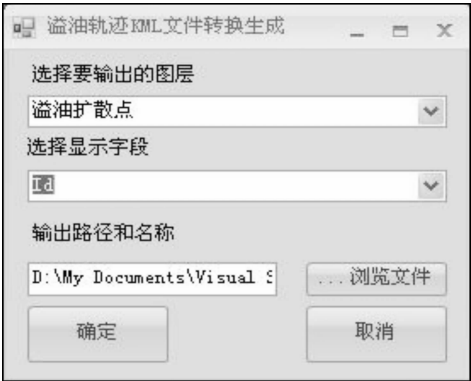 溢油轨迹KML文件转换生成
选择要输出的图层
溢油扩散点
选择显示字段
Id
输出路径和名称
D:\My Documents\Visual S
...浏览文件
确定
取消